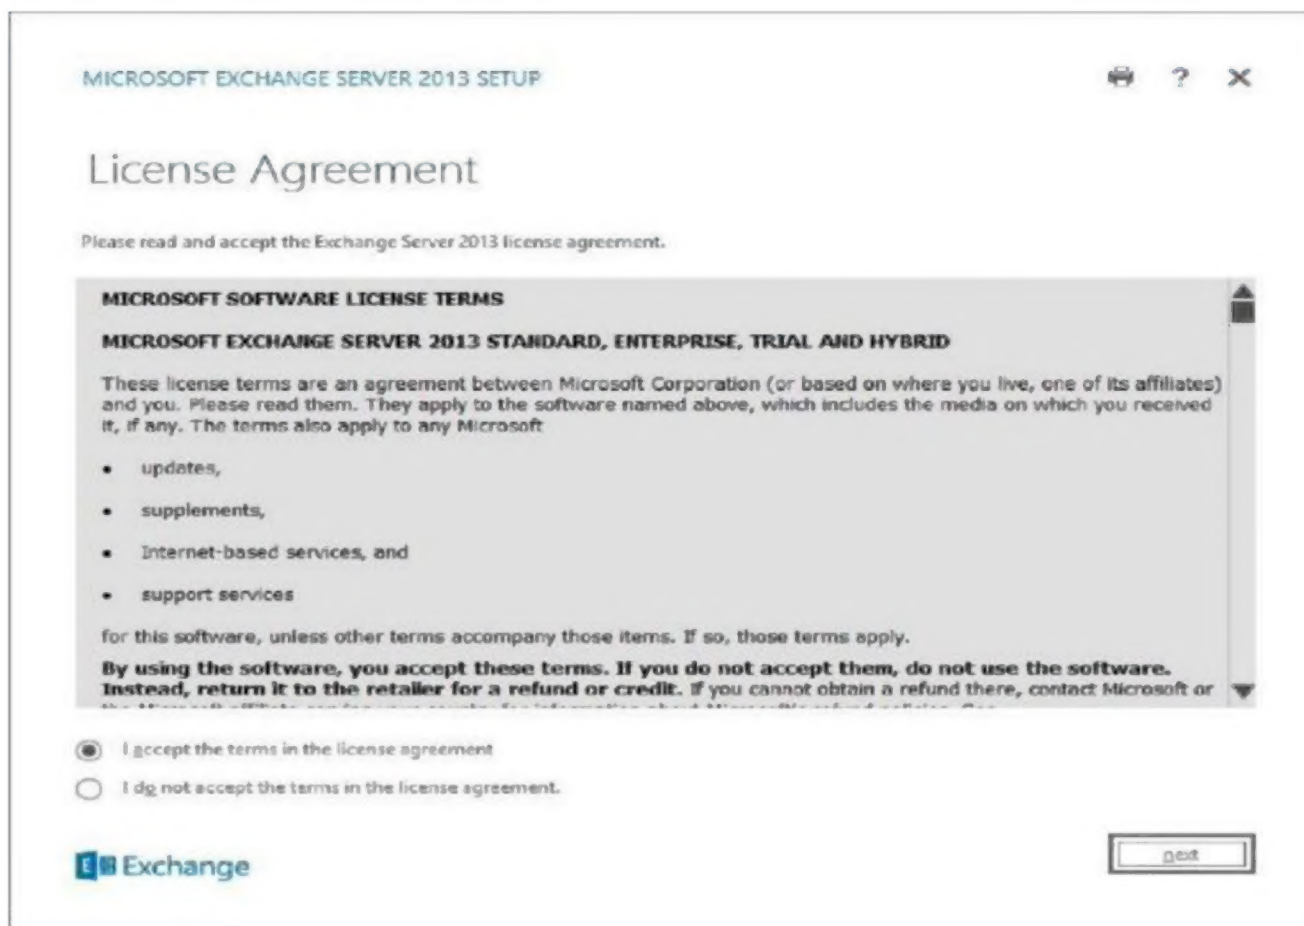 MICROSOFT EXCHANGE SERVER 2013 SETUP
?
License Agreement
Please read and accept the Exchange Server 2013 license agreement.
MICROSOFT SOFTWARE LICENSE TERMS
MICROSOFT EXCHANGE SERVER 2013 STANDARD, ENTERPRISE, TRIAL AND HYBRID
These license terms are an agreement between Microsoft Corporation (or based on where you live, one of its affiliates)
and you. Please read them. They apply to the software named above, which includes the media on which you received
it, if any. The terms also apply to any Microsoft
• updates,
• supplements,
• Internet-based services, and
• support services
for this software, unless other terms accompany those items. If so, those terms apply.
By using the software, you accept these terms. If you do not accept them, do not use the software.
Instead, return it to the retailer for a refund or credit. If you cannot obtain a refund there, contact Microsoft or
I accept the terms in the license agreement
I do not accept the terms in the license agreement.
E Exchange
next